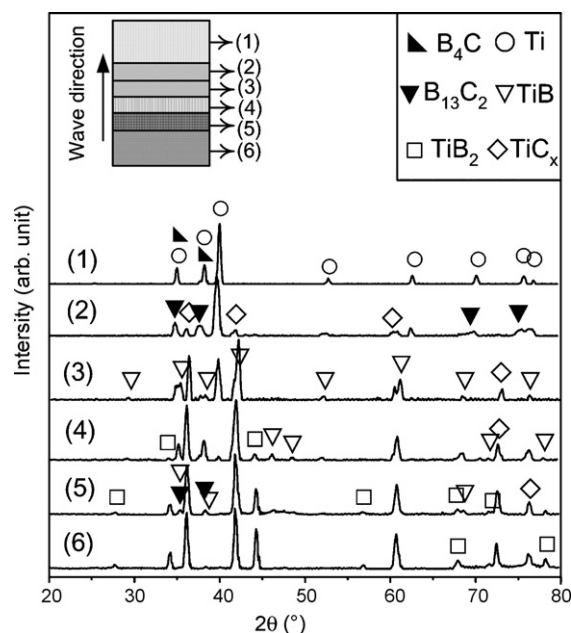 Wave direction
(1)
(2)
(3)
(4)
(5)
(6)
B₄C Ti
B₁₃C₂ TiB
TiB₂ TiCₓ
Intersity (arb. unit)
(1)
(2)
(3)
(4)
(5)
(6)
20 30 40 50 60 70 80
2θ (°)